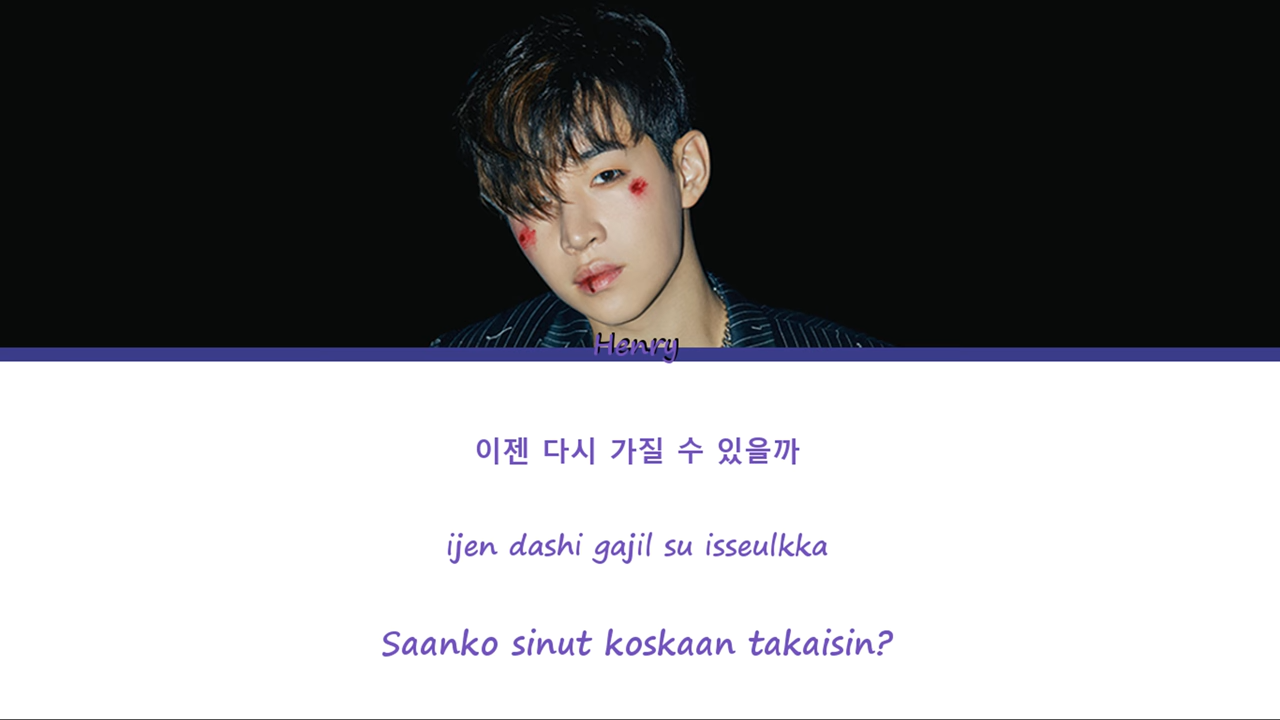 Henry
이젠 다시 가질 수 있을까
ijen dashi gajil su isseulkka
Saanko sinut koskaan takaisin?